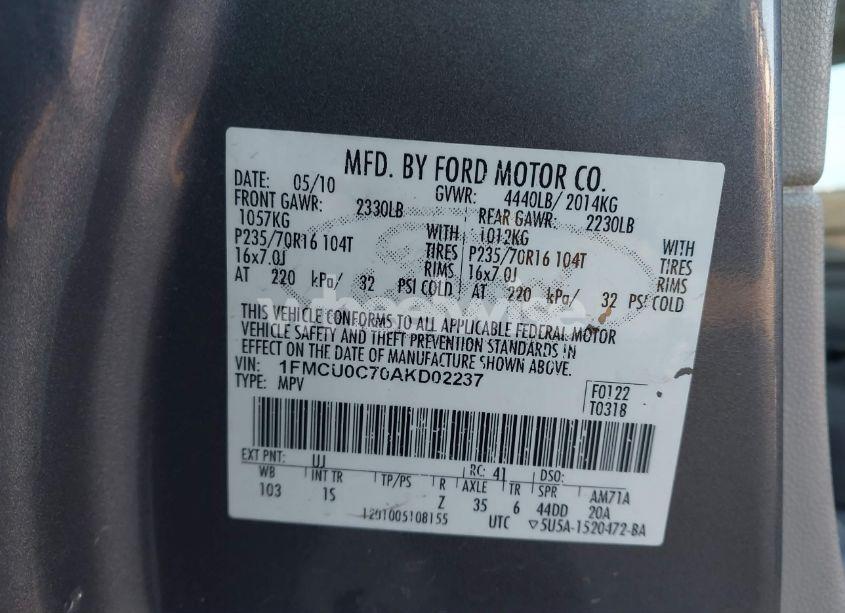 MFD. BY FORD MOTOR CO.
DATE: 05/10 GVWR: 4440LB/ 2014KG
FRONT GAWR: 2330LB REAR GAWR: 2230LB
1057KG WITH 1012KG WITH
P235/70R16 104T TIRES P235/70R16 104T TIRES
16x7.0J RIMS 16x7.0J RIMS
AT 220 kPa/ 32 PSI COLD AT 220 kPa/ 32 PSI COLD
THIS VEHICLE CONFORMS TO ALL APPLICABLE FEDERAL MOTOR
VEHICLE SAFETY AND THEFT PREVENTION STANDARDS IN
EFFECT ON THE DATE OF MANUFACTURE SHOWN ABOVE.
VIN: 1FMCU0C70AKD02237
TYPE: MPV
F0122
T0318
EXT PNT: UJ RC: 41 DSO:
WB INT TR TP/PS R AXLE TR SPR AM71A
103 1S Z 35 6 44DD 20A
1201005108155 UTC ▽5U5A-1520472-BA
wheelwise